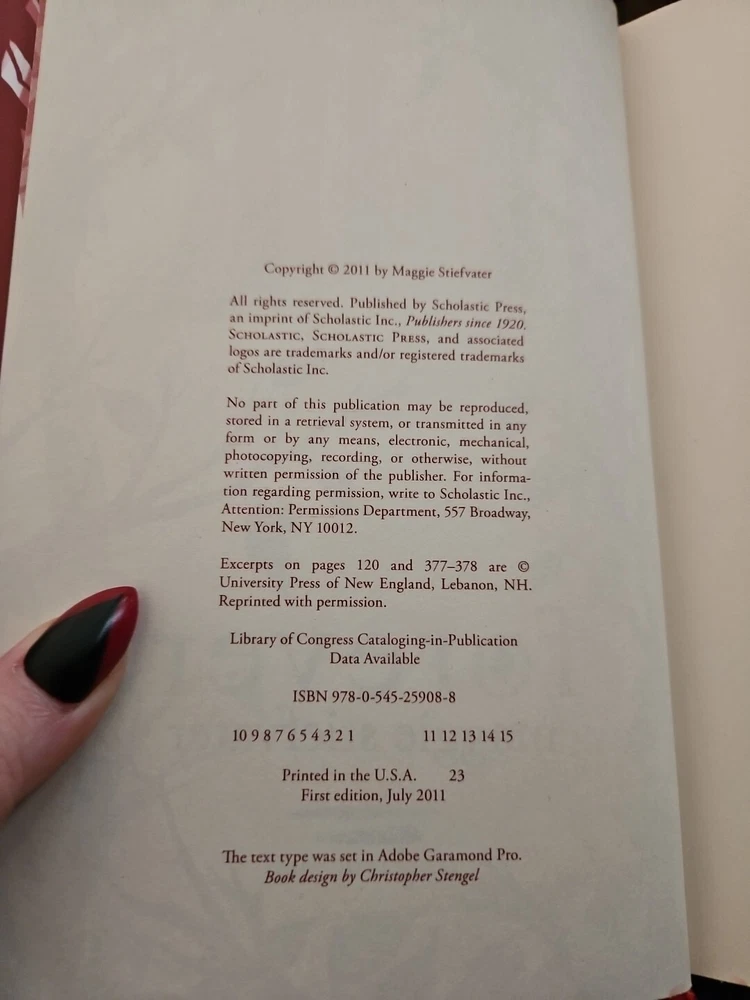 Copyright © 2011 by Maggie Stiefvater
All rights reserved. Published by Scholastic Press,
an imprint of Scholastic Inc., Publishers since 1920.
SCHOLASTIC, SCHOLASTIC PRESS, and associated
logos are trademarks and/or registered trademarks
of Scholastic Inc.
No part of this publication may be reproduced,
stored in a retrieval system, or transmitted in any
form or by any means, electronic, mechanical,
photocopying, recording, or otherwise, without
written permission of the publisher. For informa-
tion regarding permission, write to Scholastic Inc.,
Attention: Permissions Department, 557 Broadway,
New York, NY 10012.
Excerpts on pages 120 and 377–378 are ©
University Press of New England, Lebanon, NH.
Reprinted with permission.
Library of Congress Cataloging-in-Publication
Data Available
ISBN 978-0-545-25908-8
10 9 8 7 6 5 4 3 2 1 11 12 13 14 15
Printed in the U.S.A. 23
First edition, July 2011
The text type was set in Adobe Garamond Pro.
Book design by Christopher Stengel